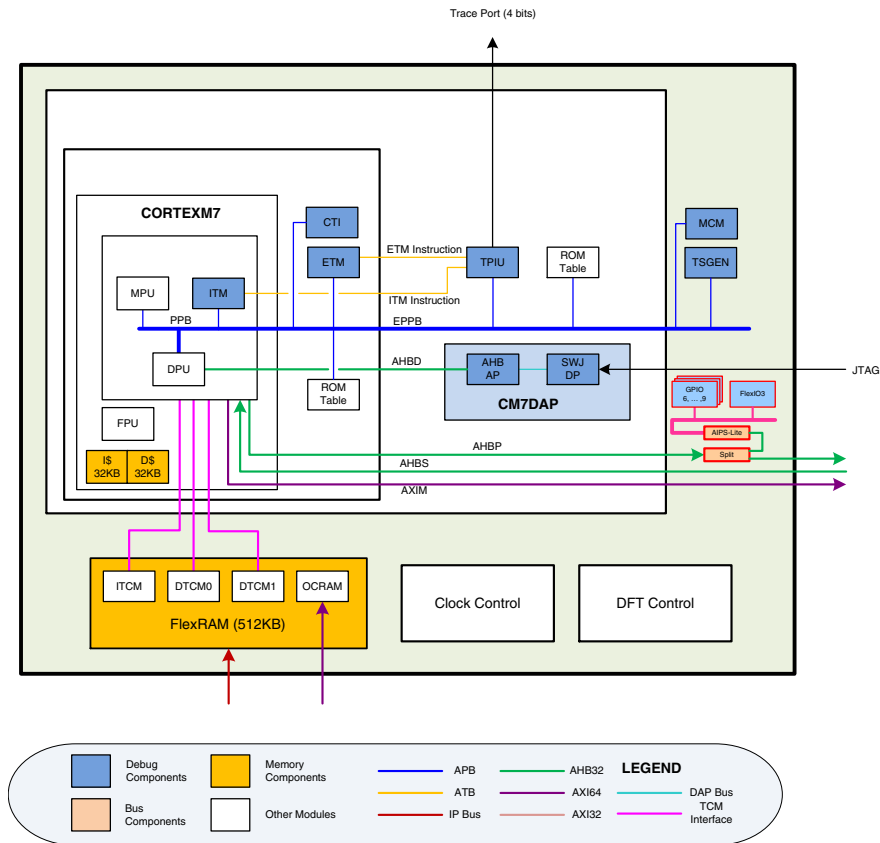 Trace Port (4 bits)
CORTEXM7
CTI
MCM
ETM
ETM Instruction
TPIU
ROM
Table
TSGEN
MPU
ITM
ITM Instruction
PPB
EPPB
DPU
AHBD
AHB
AP
SWJ
DP
JTAG
CM7DAP
ROM
Table
GPIO
6, ... ,9
FlexIO3
FPU
AIPS-Lite
I$
32KB
D$
32KB
AHBP
Split
AHBS
AXIM
ITCM
DTCM0
DTCM1
OCRAM
FlexRAM (512KB)
Clock Control
DFT Control
Debug
Components
Memory
Components
APB
AHB32
LEGEND
ATB
AXI64
DAP Bus
Bus
Components
Other Modules
IP Bus
AXI32
TCM
Interface